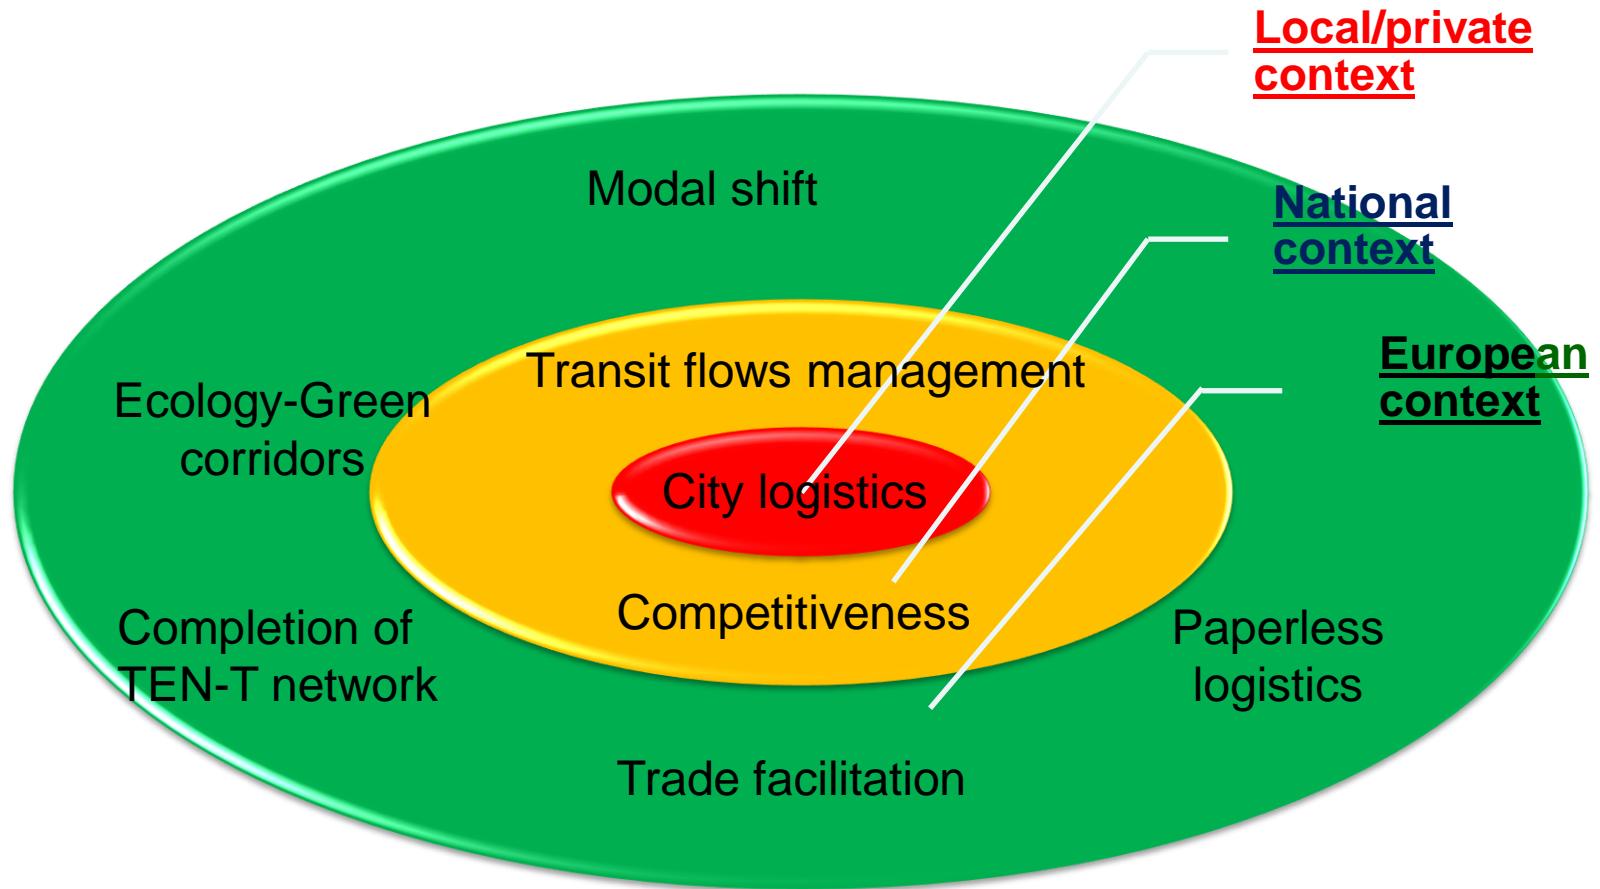 Local/private
context
Modal shift
National
context
European
context
Transit flows management
Ecology-Green
corridors
City logistics
Competitiveness
Completion of
TEN-T network
Paperless
logistics
Trade facilitation